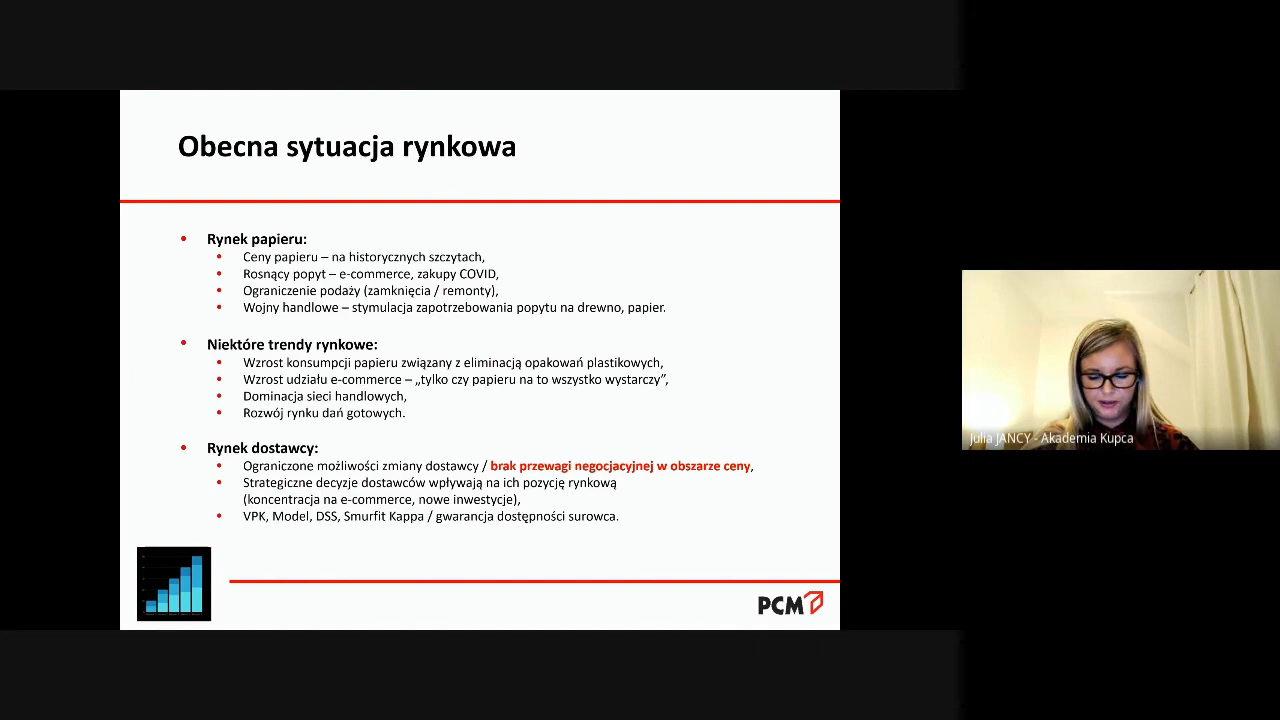 Obecna sytuacja rynkowa
Rynek papieru:
Ceny papieru – na historycznych szczytach,
Rosnący popyt – e-commerce, zakupy COVID,
Ograniczenie podaży (zamknięcia / remonty),
Wojny handlowe – stymulacja zapotrzebowania popytu na drewno, papier.
Niektóre trendy rynkowe:
Wzrost konsumpcji papieru związany z eliminacją opakowań plastikowych,
Wzrost udziału e-commerce – „tylko czy papieru na to wszystko wystarczy”,
Dominacja sieci handlowych,
Rozwój rynku dań gotowych.
Rynek dostawcy:
Ograniczone możliwości zmiany dostawcy / brak przewagi negocjacyjnej w obszarze ceny,
Strategiczne decyzje dostawców wpływają na ich pozycję rynkową
(koncentracja na e-commerce, nowe inwestycje),
VPK, Model, DSS, Smurfit Kappa / gwarancja dostępności surowca.
PCM
Julia JANCY - Akademia Kupca